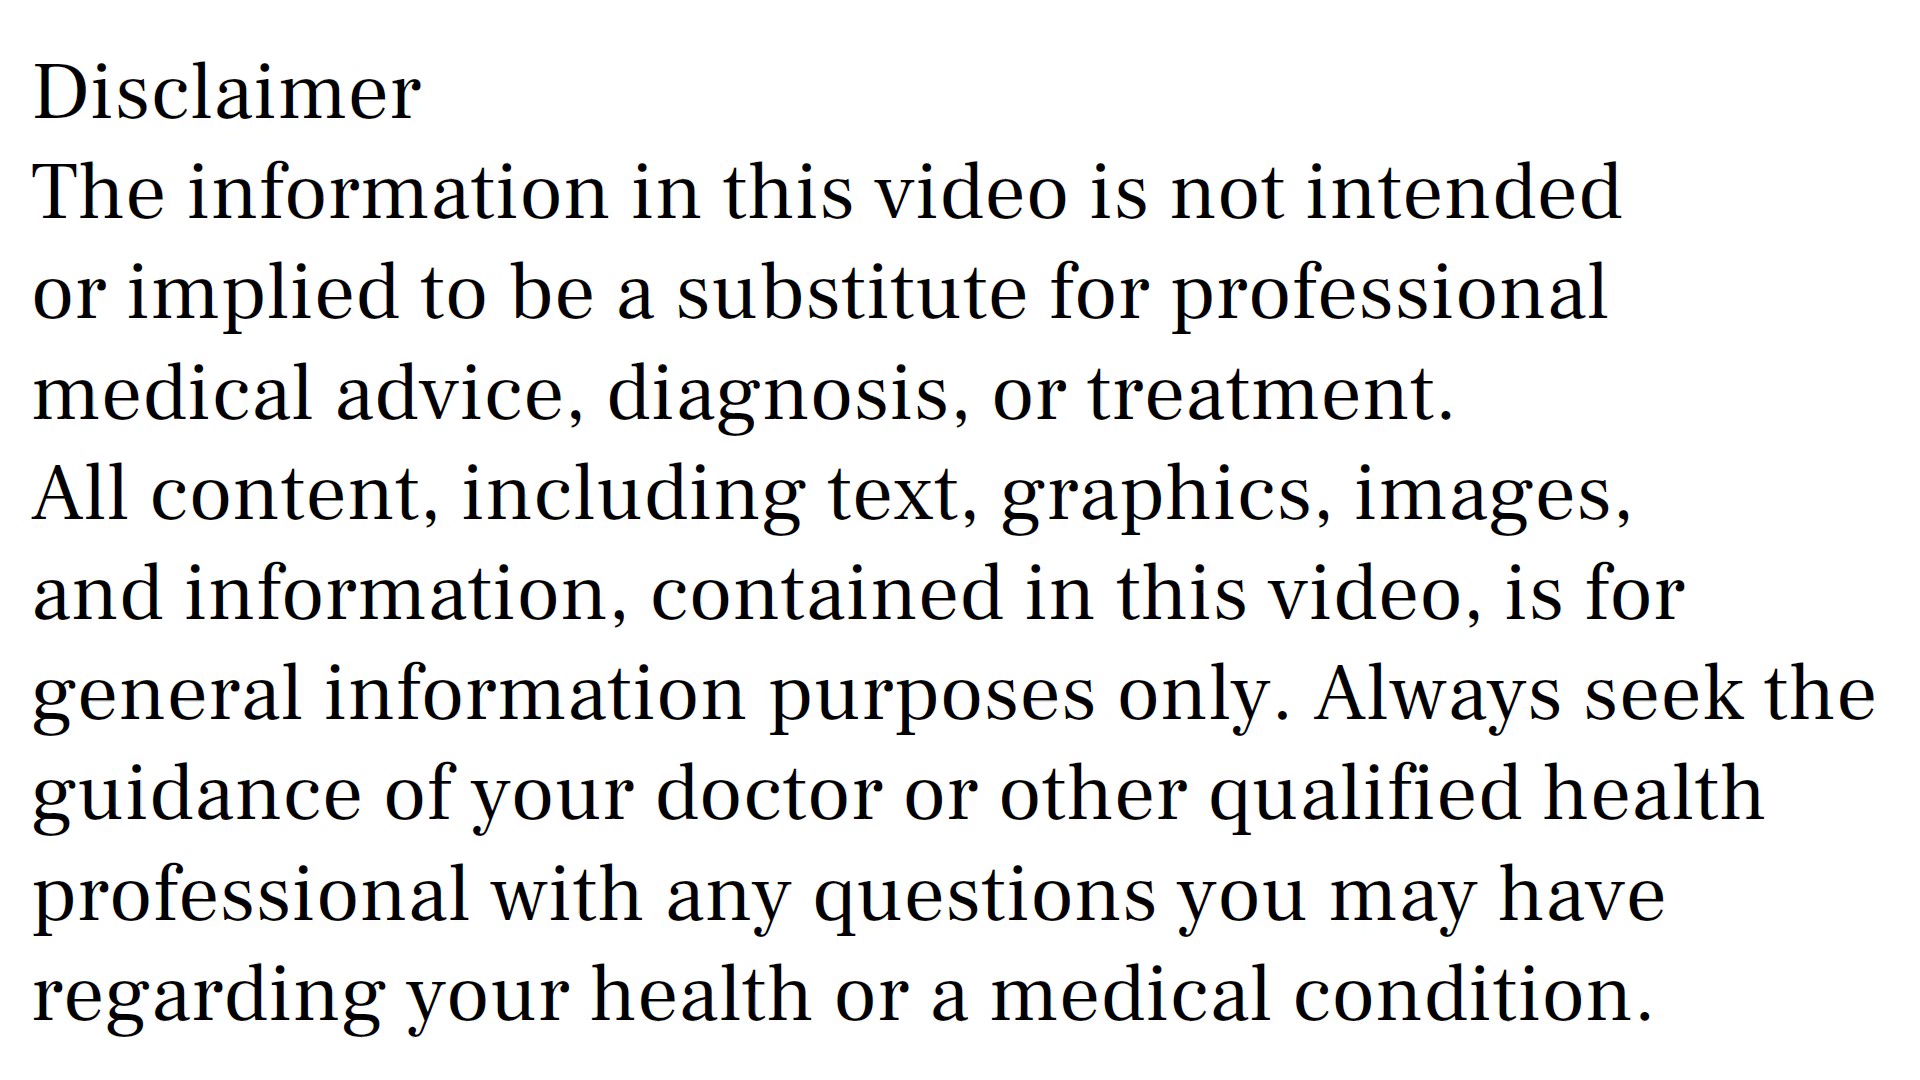 Disclaimer
The information in this video is not intended
or implied to be a substitute for professional
medical advice, diagnosis, or treatment.
All content, including text, graphics, images,
and information, contained in this video, is for
general information purposes only. Always seek the
guidance of your doctor or other qualified health
professional with any questions you may have
regarding your health or a medical condition.